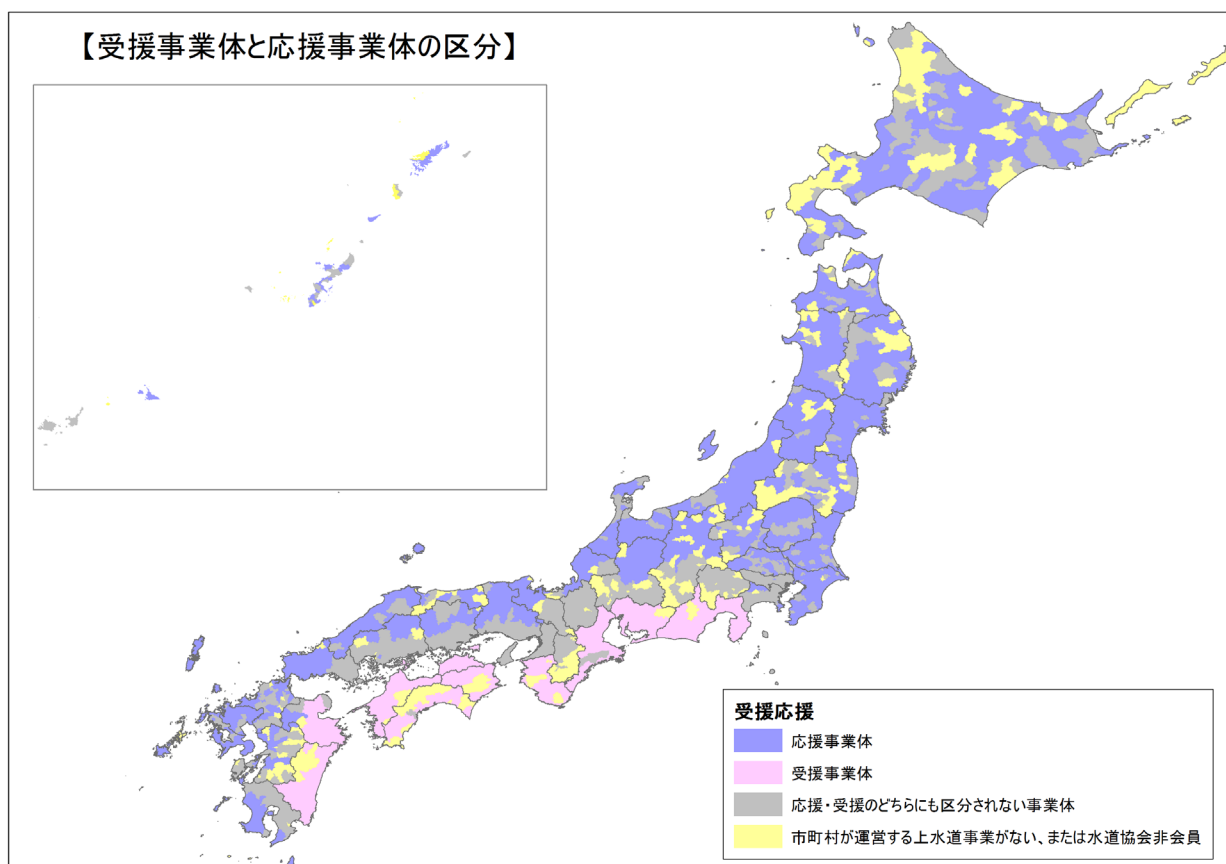 【受援事業体と応援事業体の区分】
受援応援
応援事業体
受援事業体
応援・受援のどちらにも区分されない事業体
市町村が運営する上水道事業がない、または水道協会非会員